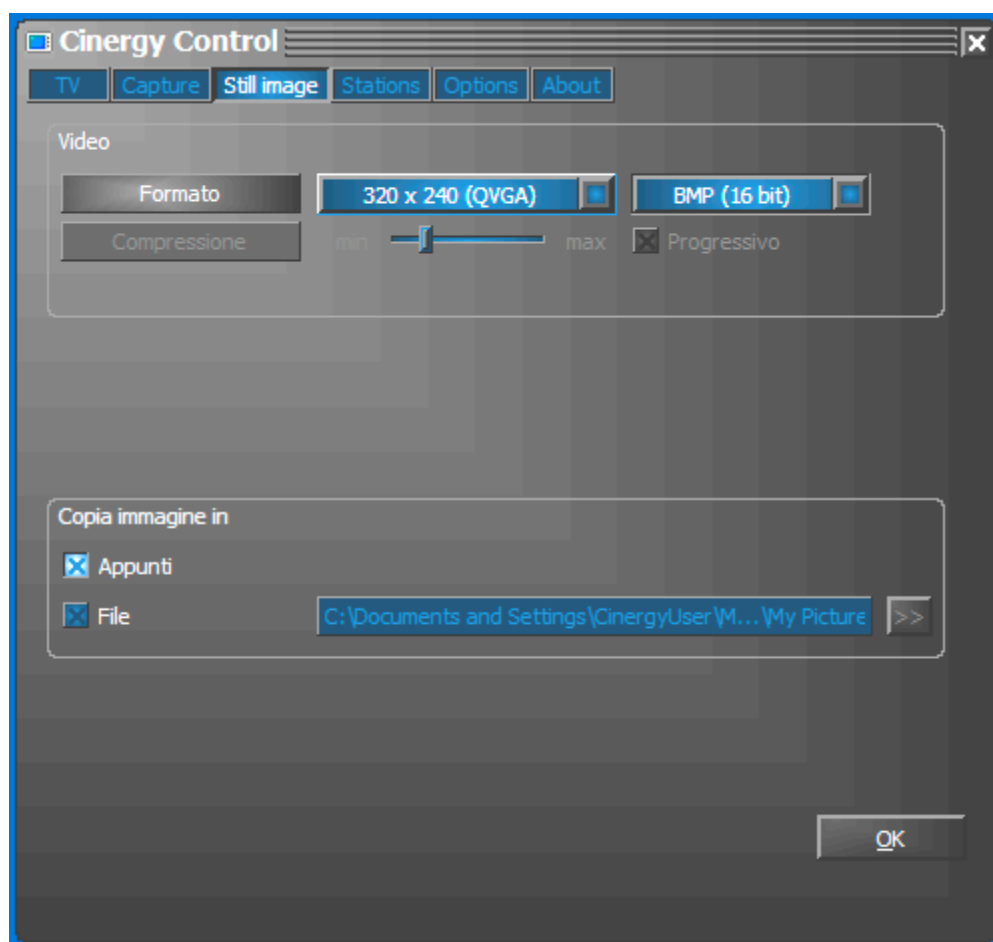 Cinergy Control
TV Capture Still image Stations Options About
Video
Formato 320 x 240 (QVGA) BMP (16 bit)
Compressione min max Progressivo
Copia immagine in
Appunti
File C:\Documents and Settings\CinergyUser\M...\My Picture >>
OK